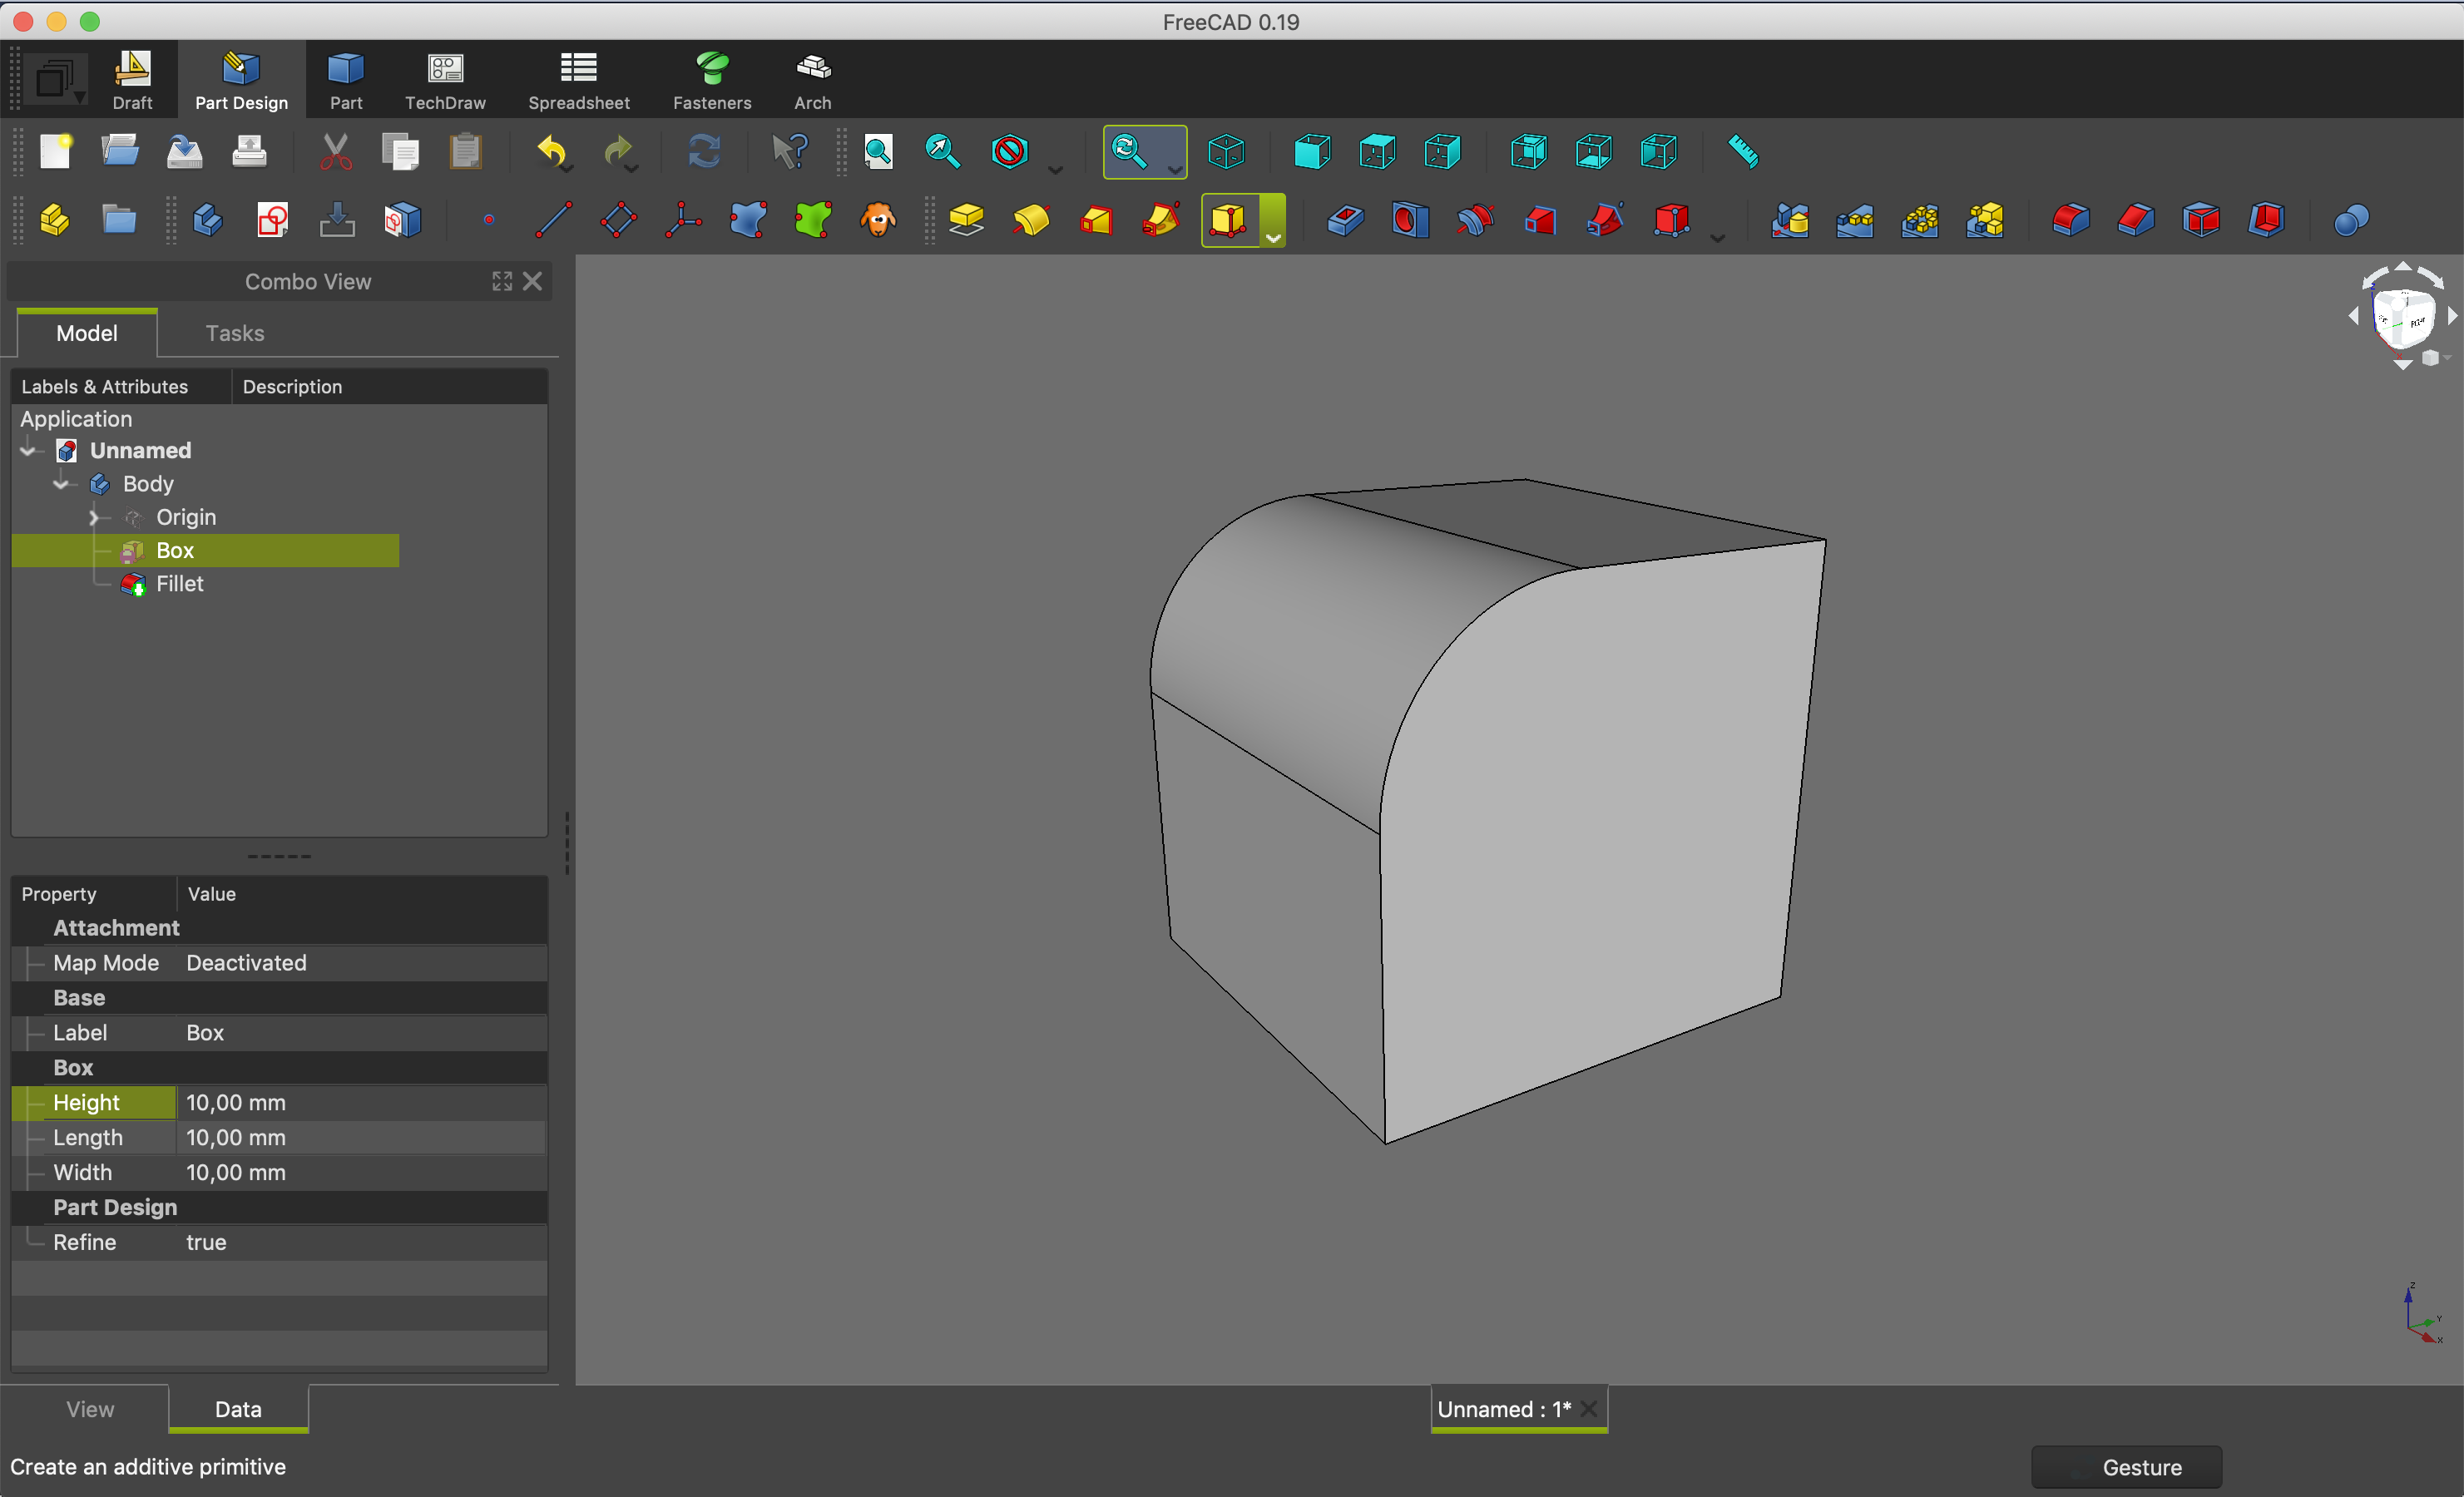 FreeCAD 0.19
Draft
Part Design
Part
TechDraw
Spreadsheet
Fasteners
Arch
Combo View
Model
Tasks
Labels & Attributes
Description
Application
Unnamed
Body
Origin
Box
Fillet
Property
Value
Attachment
Map Mode
Deactivated
Base
Label
Box
Box
Height
10,00 mm
Length
10,00 mm
Width
10,00 mm
Part Design
Refine
true
View
Data
Unnamed : 1*
Create an additive primitive
Gesture
Z
Y
X